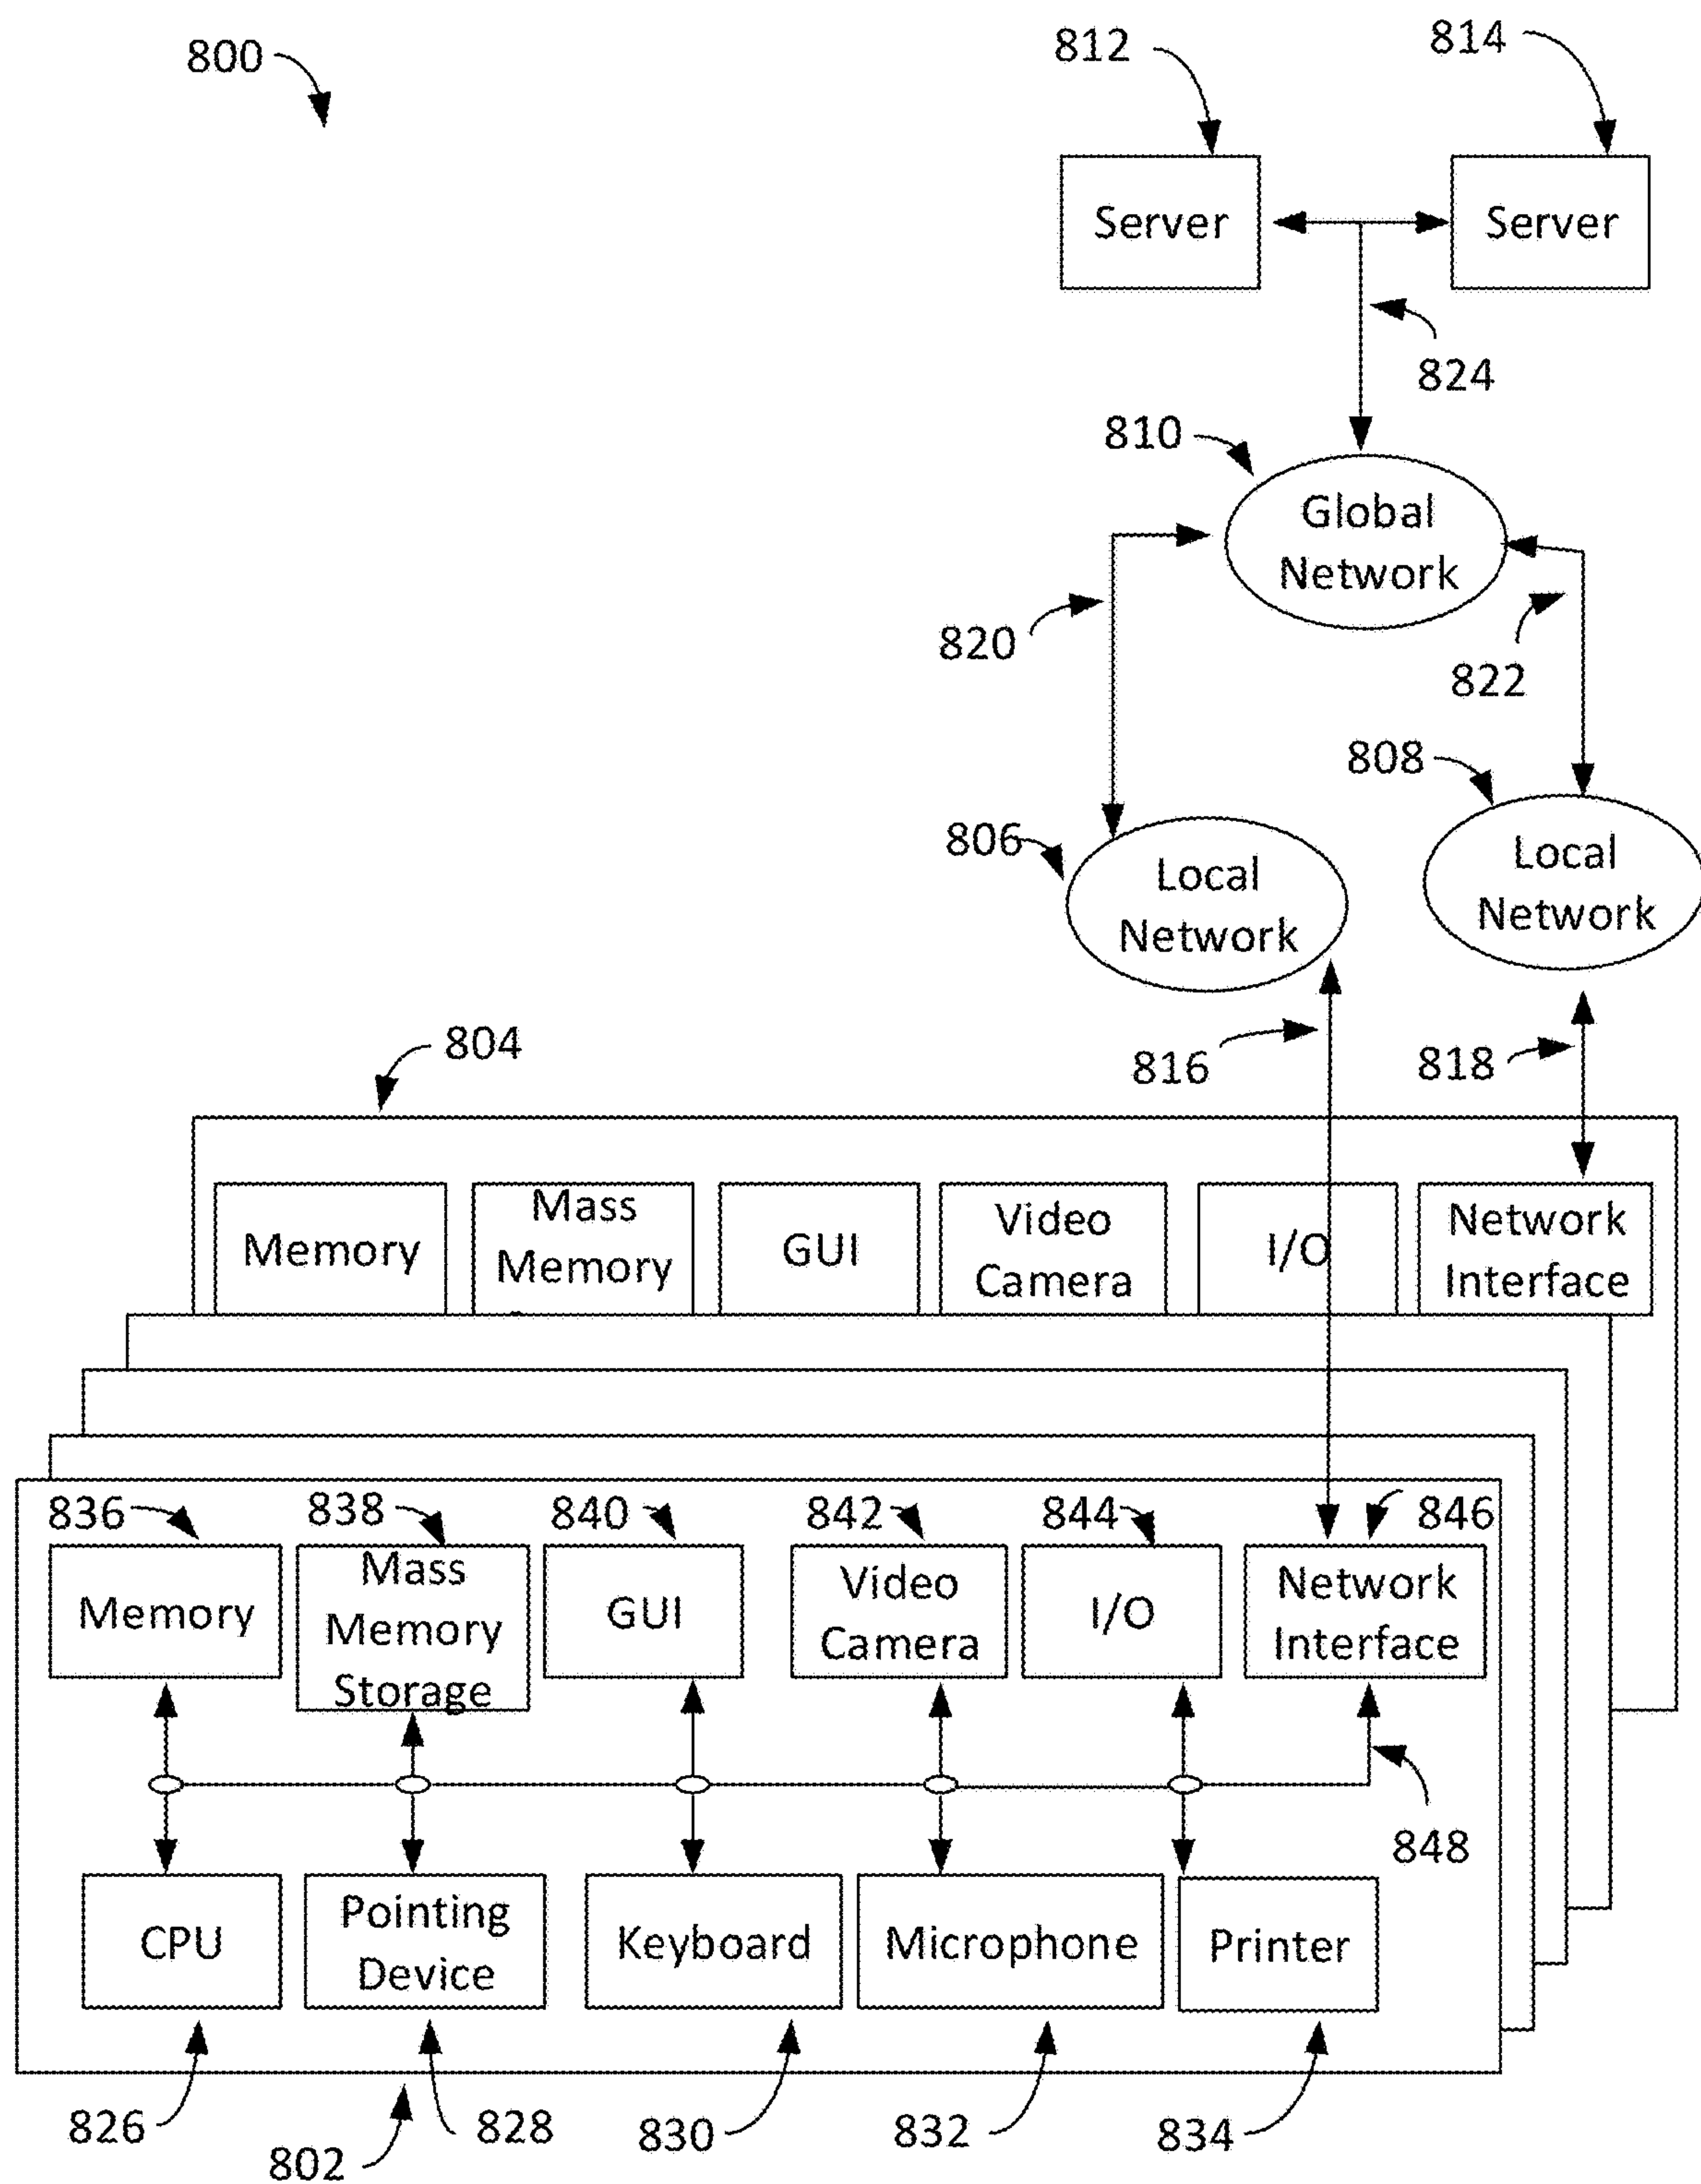 800
812
814
Server
Server
824
810
Global
Network
820
822
808
806
Local
Network
Local
Network
804
816
818
Memory
Mass
Memory
GUI
Video
Camera
I/O
Network
Interface
836
838
840
842
844
846
Memory
Mass
Memory
Storage
GUI
Video
Camera
I/O
Network
Interface
848
CPU
Pointing
Device
Keyboard
Microphone
Printer
826
802
828
830
832
834